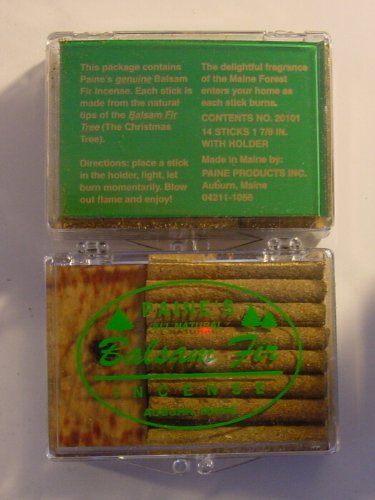 This package contains
Paine's genuine Balsam
Fir Incense. Each stick is
made from the natural
tips of the Balsam Fir
Tree (The Christmas
Tree).
Directions: place a stick
in the holder, light, let
burn momentarily. Blow
out flame and enjoy!
The delightful fragrance
of the Maine Forest
enters your home as
each stick burns.
CONTENTS NO. 20101
14 STICKS 1 7/8 IN.
WITH HOLDER
Made in Maine by:
PAINE PRODUCTS INC.
Auburn, Maine
04211-1056
PAINE'S
ALL NATURAL
Balsam Fir
INCENSE
AUBURN, MAINE